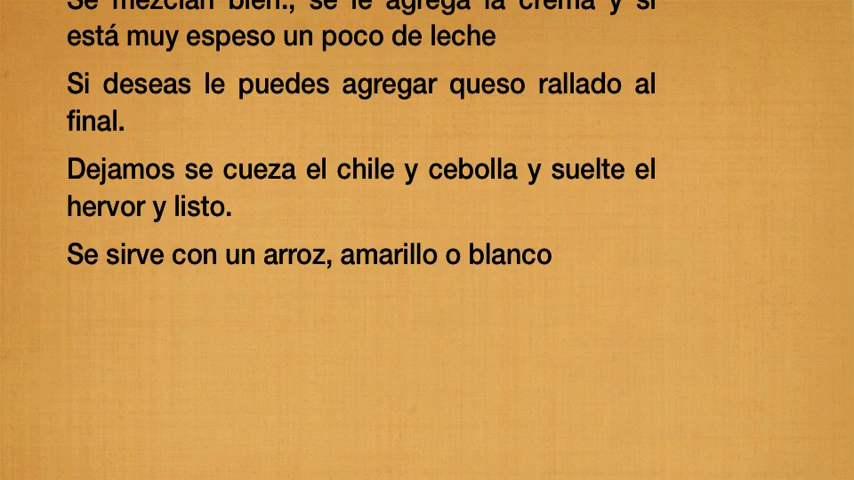 Se mezclan bien., se le agrega la crema y si
está muy espeso un poco de leche
Si deseas le puedes agregar queso rallado al
final.
Dejamos se cueza el chile y cebolla y suelte el
hervor y listo.
Se sirve con un arroz, amarillo o blanco